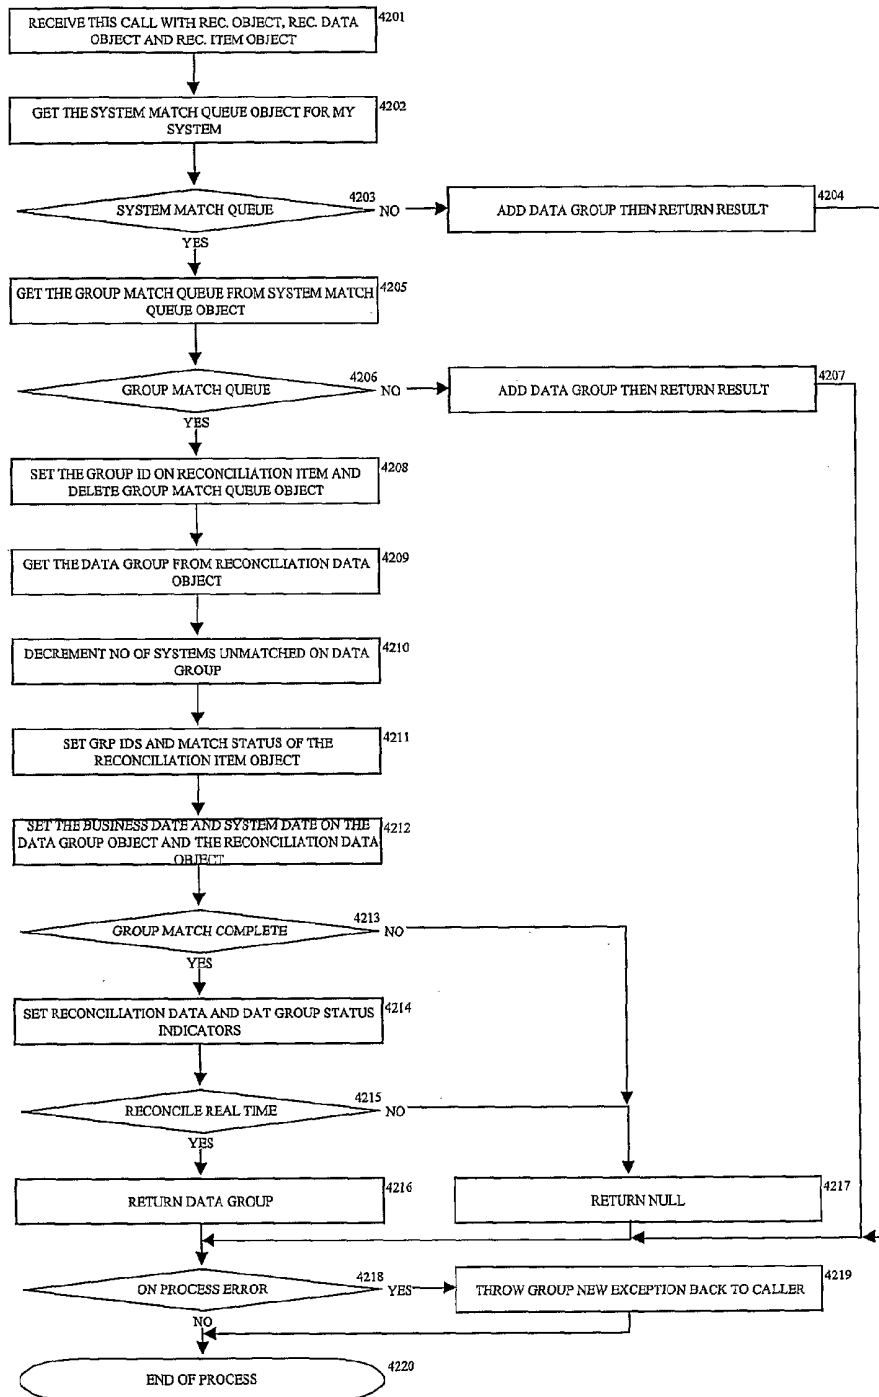 RECEIVE THIS CALL WITH REC. OBJECT, REC. DATA
OBJECT AND REC. ITEM OBJECT
4201
GET THE SYSTEM MATCH QUEUE OBJECT FOR MY
SYSTEM
4202
SYSTEM MATCH QUEUE
4203
NO
ADD DATA GROUP THEN RETURN RESULT
4204
YES
GET THE GROUP MATCH QUEUE FROM SYSTEM MATCH
QUEUE OBJECT
4205
GROUP MATCH QUEUE
4206
NO
ADD DATA GROUP THEN RETURN RESULT
4207
YES
SET THE GROUP ID ON RECONCILIATION ITEM AND
DELETE GROUP MATCH QUEUE OBJECT
4208
GET THE DATA GROUP FROM RECONCILIATION DATA
OBJECT
4209
DECREMENT NO OF SYSTEMS UNMATCHED ON DATA
GROUP
4210
SET GRP IDS AND MATCH STATUS OF THE
RECONCILIATION ITEM OBJECT
4211
SET THE BUSINESS DATE AND SYSTEM DATE ON THE
DATA GROUP OBJECT AND THE RECONCILIATION DATA
OBJECT
4212
GROUP MATCH COMPLETE
4213
NO
YES
SET RECONCILIATION DATA AND DAT GROUP STATUS
INDICATORS
4214
RECONCILE REAL TIME
4215
NO
YES
RETURN DATA GROUP
4216
RETURN NULL
4217
ON PROCESS ERROR
4218
YES
THROW GROUP NEW EXCEPTION BACK TO CALLER
4219
NO
END OF PROCESS
4220